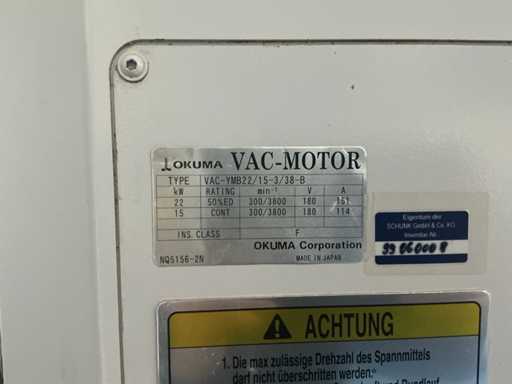 OKUMA VAC-MOTOR
TYPE VAC-YMB22/15-3/38-B
kW RATING min⁻¹ V A
22 50%ED 300/3800 180 151
15 CONT 300/3800 180 114
INS.CLASS F
OKUMA Corporation
NQ5156-2N MADE IN JAPAN
Eigentum der
SCHUNK GmbH & Co. KG
Inventar-Nr.
ACHTUNG
1. Die max zulässige Drehzahl des Spannmittels
darf nicht überschritten werden.